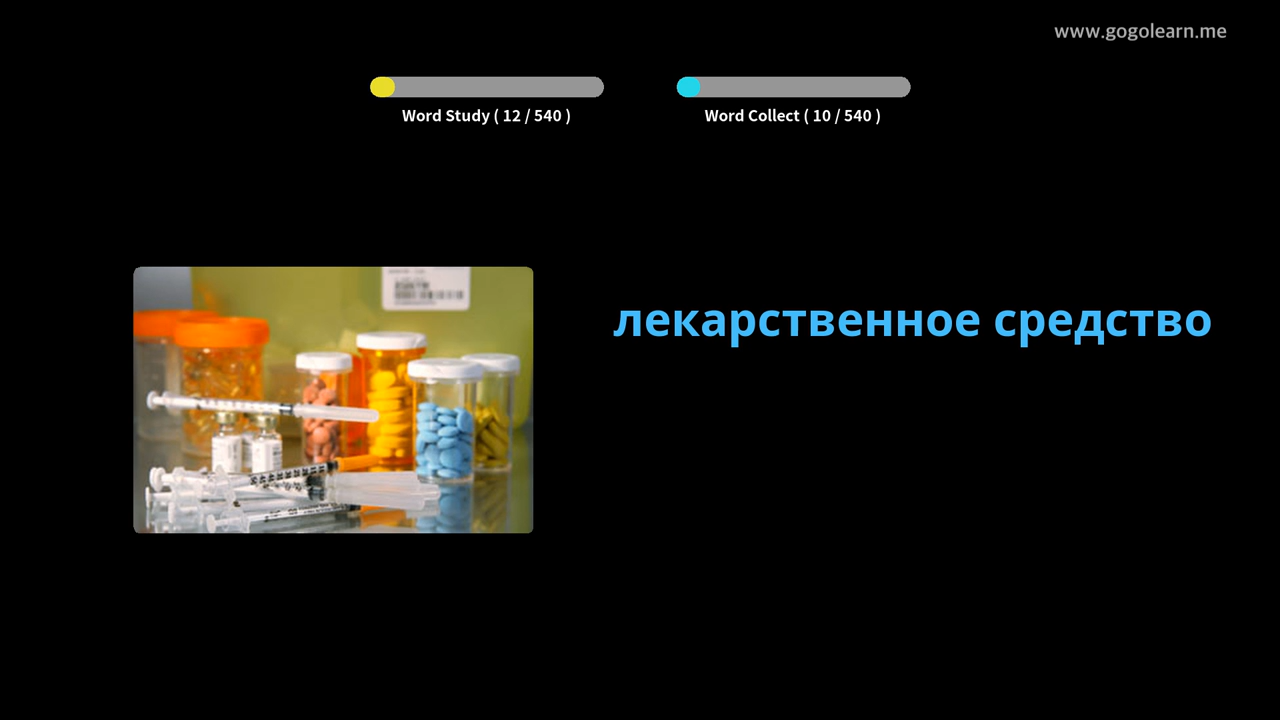 www.gogolearn.me
Word Study ( 12 / 540 )
Word Collect ( 10 / 540 )
лекарственное средство